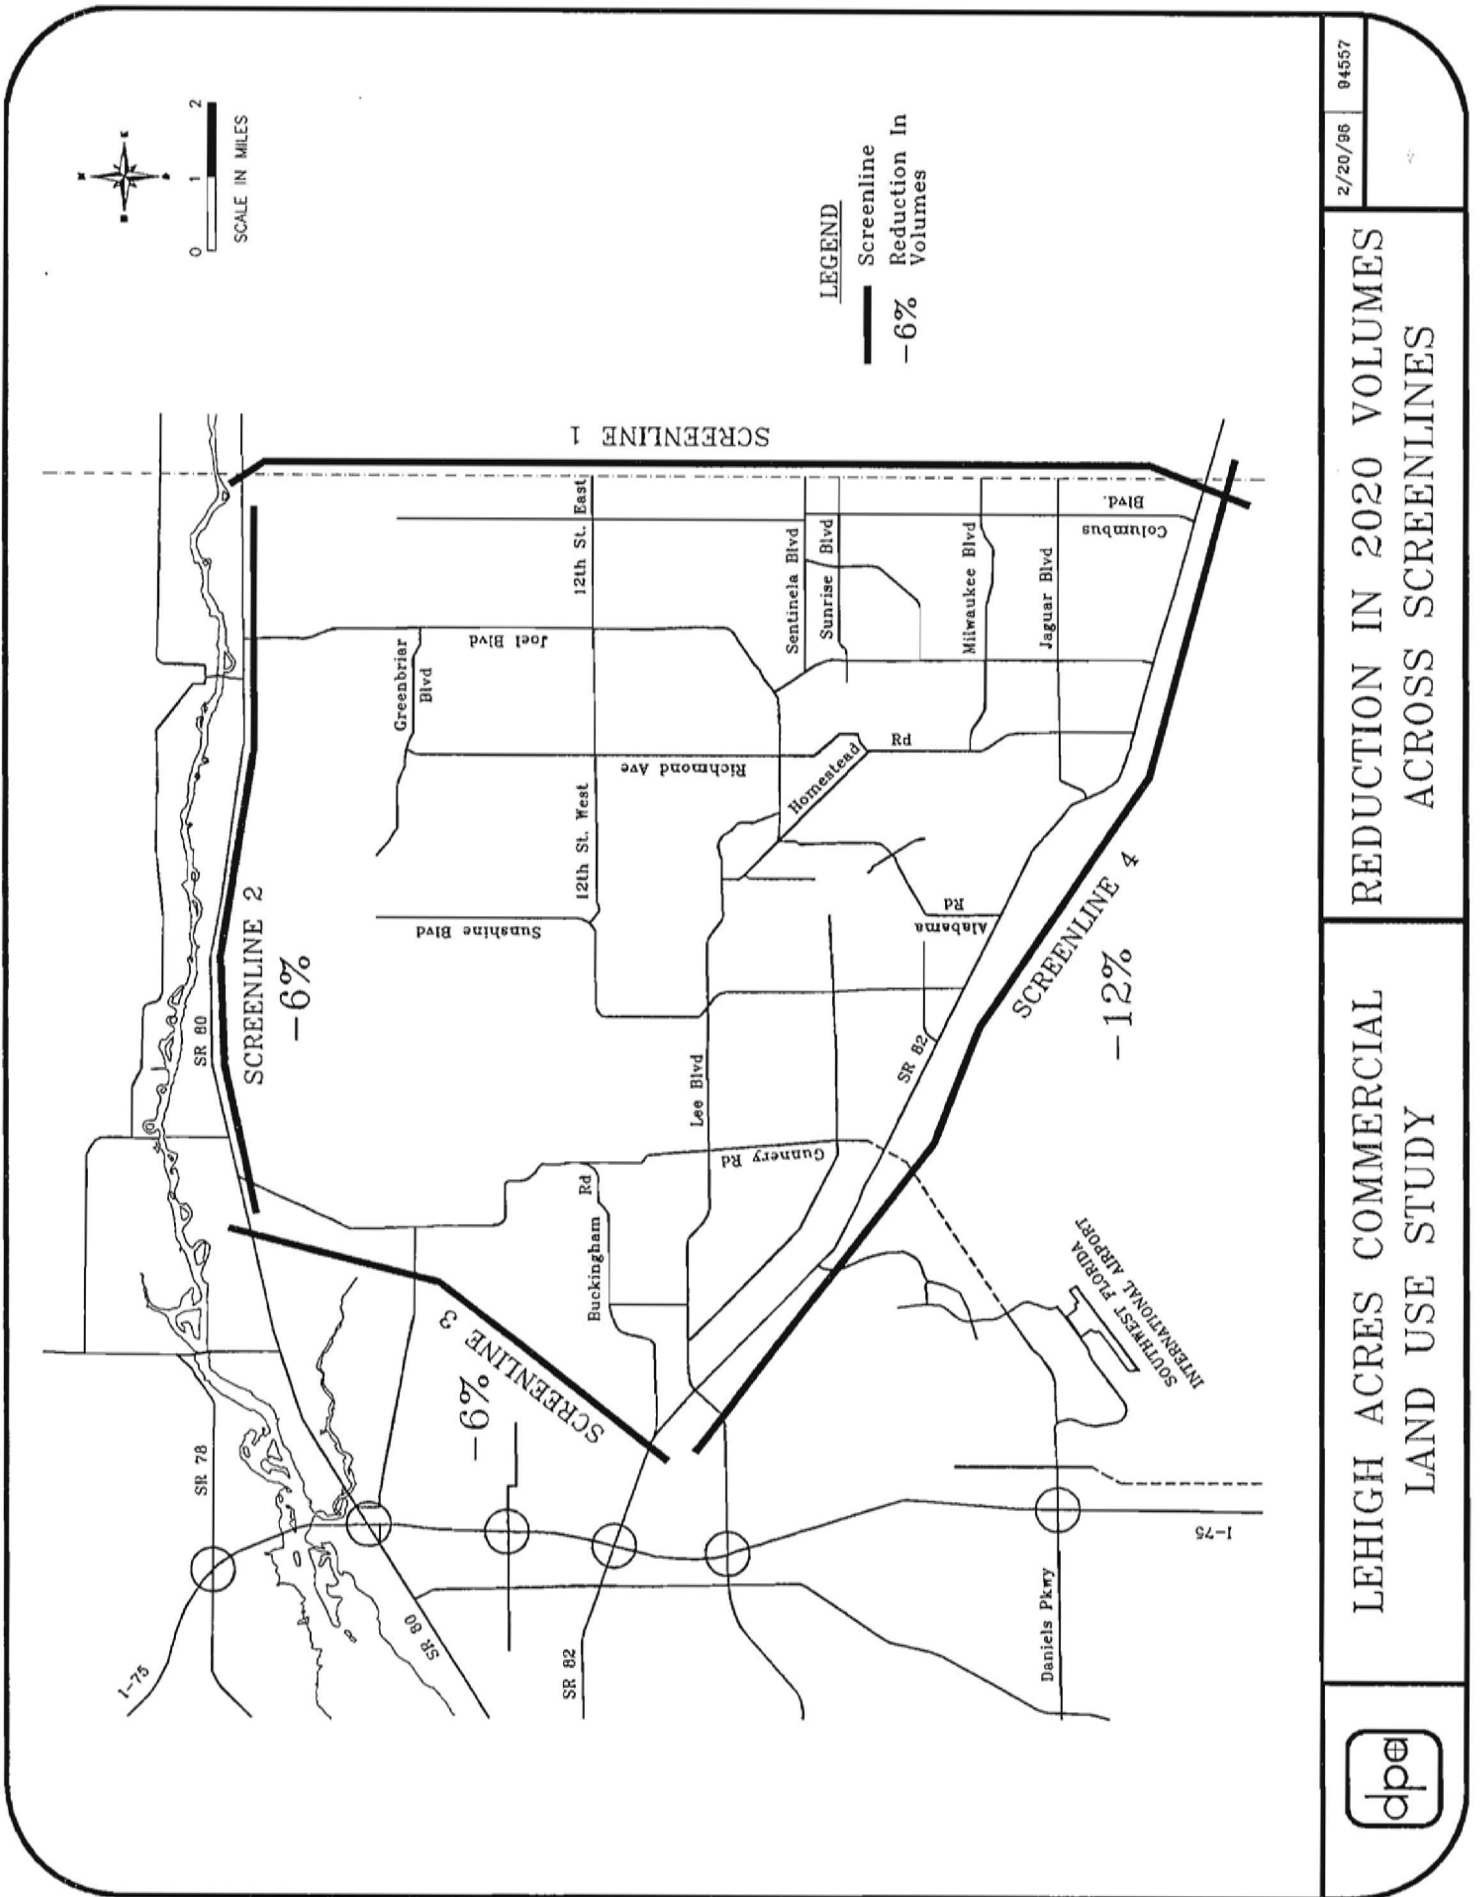 N
E
S
W
0 1 2
SCALE IN MILES
LEGEND
Screenline
-6% Reduction In
Volumes
I-75
SR 78
SR 80
SR 80
SCREENLINE 2
-6%
SCREENLINE 1
SCREENLINE 3
-6%
SCREENLINE 4
-12%
Greenbriar
Blvd
Joel Blvd
Sunshine Blvd
12th St. West
12th St. East
Richmond Ave
Buckingham Rd
Gunnery Rd
Lee Blvd
Homestead
Rd
Sentinela Blvd
Sunrise Blvd
Milwaukee Blvd
Jaguar Blvd
Columbus
Blvd.
Alabama
Rd
SR 82
SR 82
SOUTHWEST FLORIDA
INTERNATIONAL AIRPORT
Daniels Pkwy
I-75
dpa
LEHIGH ACRES COMMERCIAL
LAND USE STUDY
REDUCTION IN 2020 VOLUMES
ACROSS SCREENLINES
2/20/96 94557